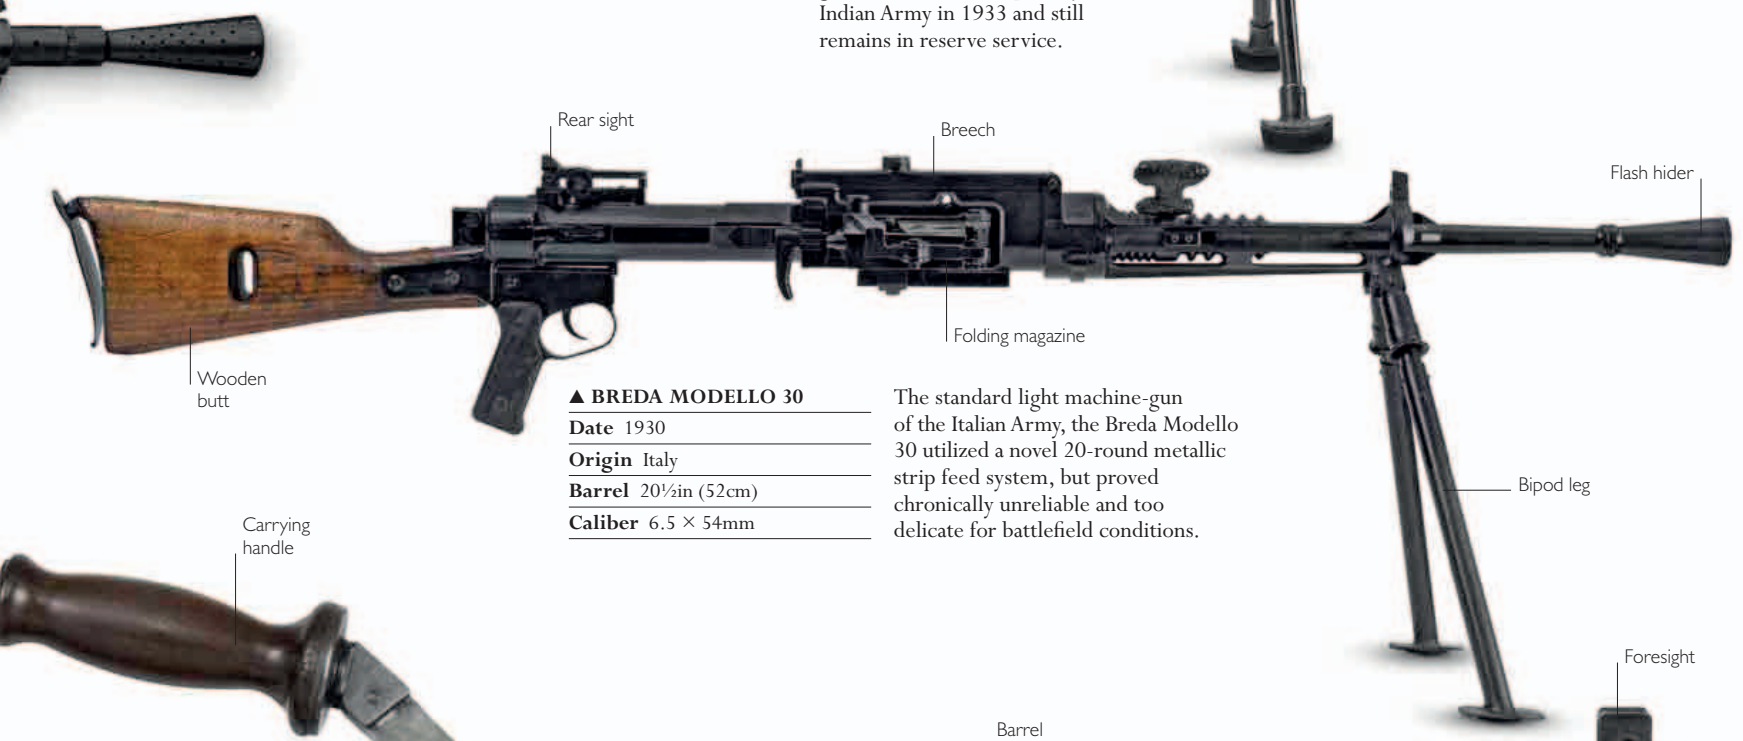 Indian Army in 1933 and still
remains in reserve service.
Rear sight
Breech
Flash hider
Folding magazine
Wooden
butt
▲ BREDA MODELLO 30
Date 1930
Origin Italy
Barrel 20½in (52cm)
Caliber 6.5 × 54mm
The standard light machine-gun
of the Italian Army, the Breda Modello
30 utilized a novel 20-round metallic
strip feed system, but proved
chronically unreliable and too
delicate for battlefield conditions.
Bipod leg
Carrying
handle
Foresight
Barrel